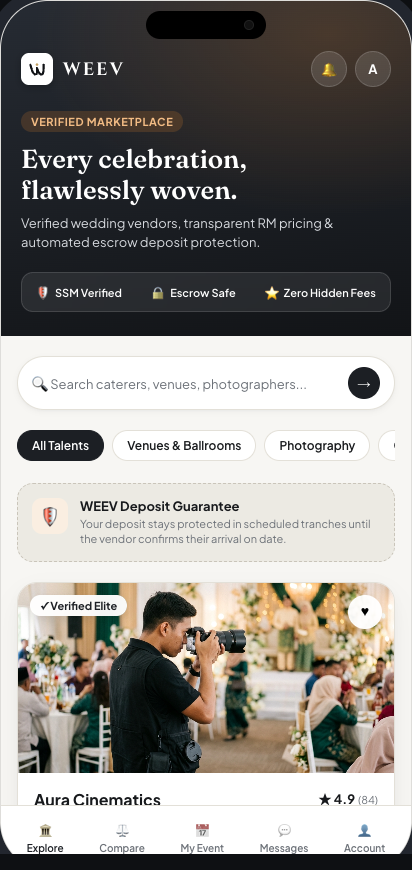 WEEV
A
VERIFIED MARKETPLACE
Every celebration,
flawlessly woven.
Verified wedding vendors, transparent RM pricing &
automated escrow deposit protection.
SSM Verified
Escrow Safe
Zero Hidden Fees
Search caterers, venues, photographers...
All Talents
Venues & Ballrooms
Photography
WEEV Deposit Guarantee
Your deposit stays protected in scheduled tranches until
the vendor confirms their arrival on date.
✓Verified Elite
Aura Cinematics
★ 4.9 (84)
Explore
Compare
My Event
Messages
Account